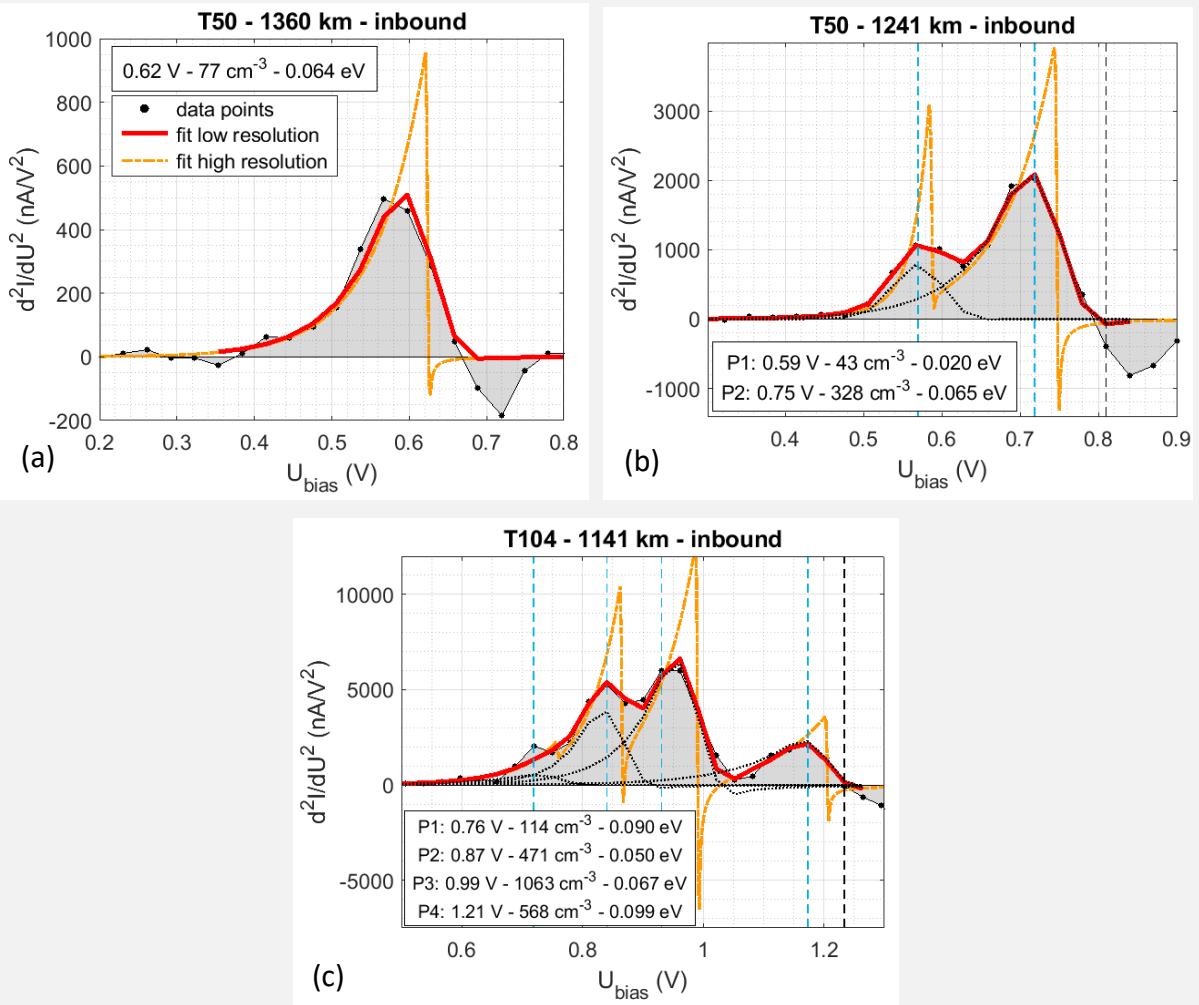 T50 - 1360 km - inbound
1000
800
600
400
200
0
-200
0.2 0.3 0.4 0.5 0.6 0.7 0.8
d²I/dU² (nA/V²)
U_bias (V)
0.62 V - 77 cm⁻³ - 0.064 eV
data points
fit low resolution
fit high resolution
(a)
T50 - 1241 km - inbound
3000
2000
1000
0
-1000
0.4 0.5 0.6 0.7 0.8 0.9
d²I/dU² (nA/V²)
U_bias (V)
P1: 0.59 V - 43 cm⁻³ - 0.020 eV
P2: 0.75 V - 328 cm⁻³ - 0.065 eV
(b)
T104 - 1141 km - inbound
10000
5000
0
-5000
0.6 0.8 1 1.2
d²I/dU² (nA/V²)
U_bias (V)
P1: 0.76 V - 114 cm⁻³ - 0.090 eV
P2: 0.87 V - 471 cm⁻³ - 0.050 eV
P3: 0.99 V - 1063 cm⁻³ - 0.067 eV
P4: 1.21 V - 568 cm⁻³ - 0.099 eV
(c)